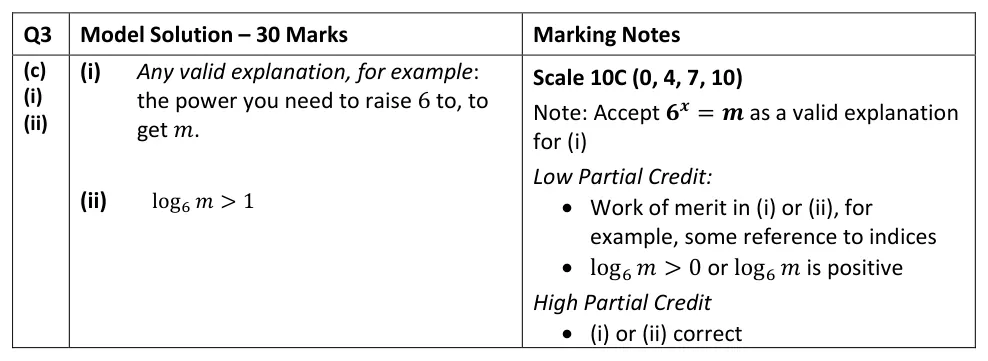 Q3 Model Solution – 30 Marks Marking Notes
(c)
(i)
(ii)
(i) Any valid explanation, for example:
the power you need to raise 6 to, to
get m.
(ii) log₆ m > 1
Scale 10C (0, 4, 7, 10)
Note: Accept 6ˣ = m as a valid explanation
for (i)
Low Partial Credit:
• Work of merit in (i) or (ii), for
example, some reference to indices
• log₆ m > 0 or log₆ m is positive
High Partial Credit
• (i) or (ii) correct